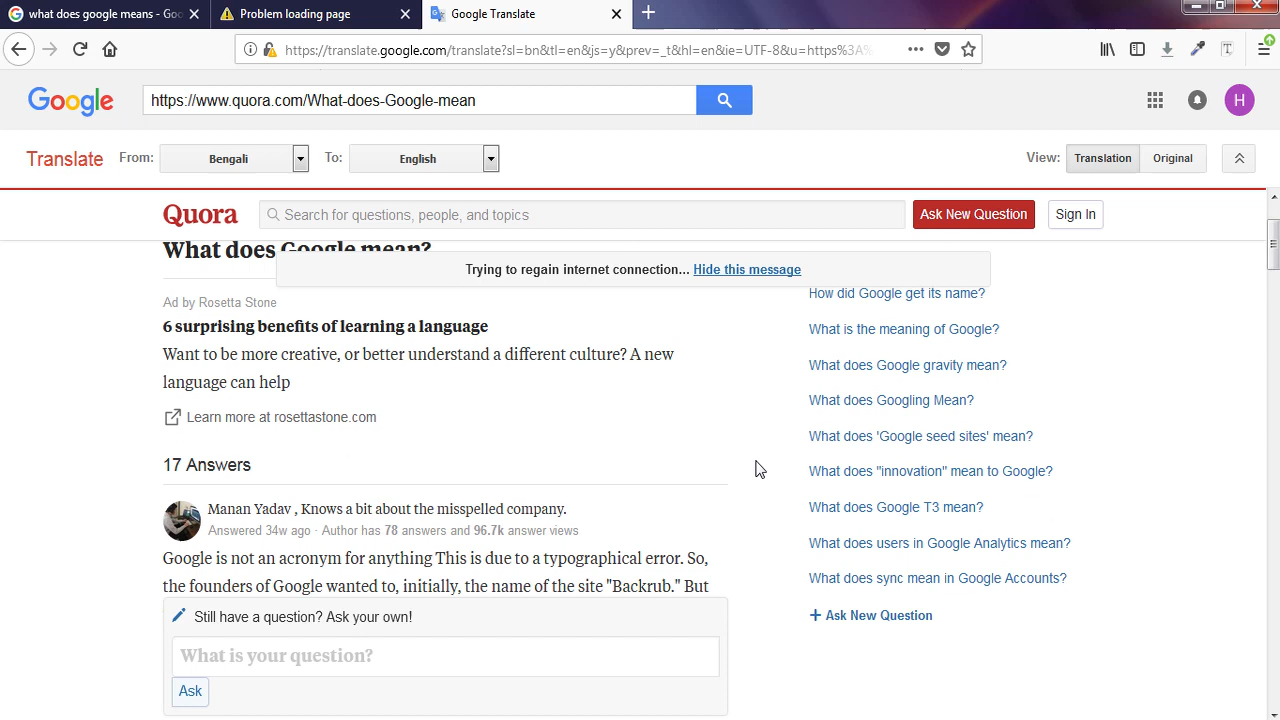 what does google means - Goo
Problem loading page
Google Translate
https://translate.google.com/translate?sl=bn&tl=en&js=y&prev=_t&hl=en&ie=UTF-8&u=https%3A%
Google
https://www.quora.com/What-does-Google-mean
H
Translate From: Bengali To: English View: Translation Original
Quora Search for questions, people, and topics Ask New Question Sign In
What does Google mean?
Trying to regain internet connection... Hide this message
Ad by Rosetta Stone
6 surprising benefits of learning a language
Want to be more creative, or better understand a different culture? A new
language can help
Learn more at rosettastone.com
17 Answers
Maran Yadav , Knows a bit about the misspelled company.
Answered 34w ago · Author has 78 answers and 96.7k answer views
Google is not an acronym for anything This is due to a typographical error. So,
the founders of Google wanted to, initially, the name of the site "Backrub." But
Still have a question? Ask your own!
What is your question?
Ask
How did Google get its name?
What is the meaning of Google?
What does Google gravity mean?
What does Googling Mean?
What does 'Google seed sites' mean?
What does "innovation" mean to Google?
What does Google T3 mean?
What does users in Google Analytics mean?
What does sync mean in Google Accounts?
+ Ask New Question